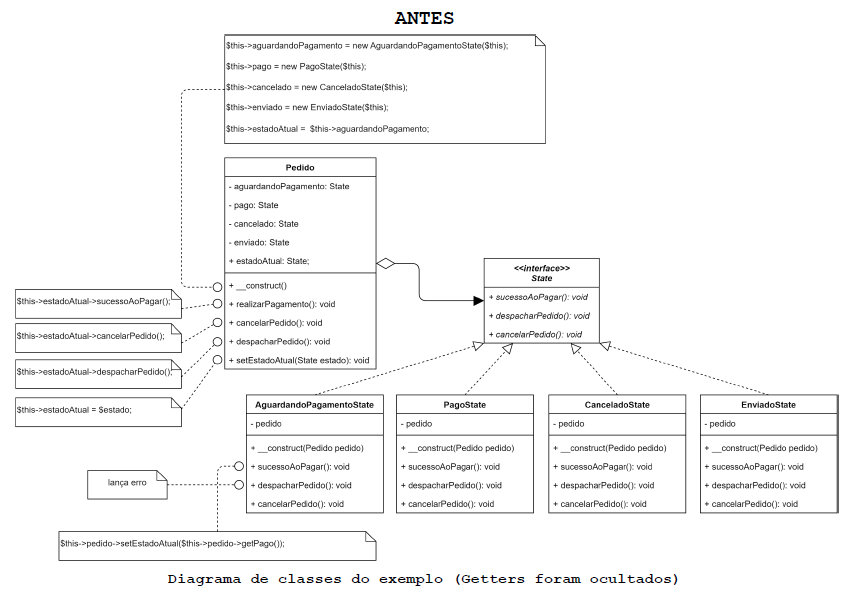 ANTES
$this->aguardandoPagamento = new AguardandoPagamentoState($this);
$this->pago = new PagoState($this);
$this->cancelado = new CanceladoState($this);
$this->enviado = new EnviadoState($this);
$this->estadoAtual =  $this->aguardandoPagamento;
Pedido
- aguardandoPagamento: State
- pago: State
- cancelado: State
- enviado: State
+ estadoAtual: State;
+ __construct()
+ realizarPagamento(): void
+ cancelarPedido(): void
+ despacharPedido(): void
+ setEstadoAtual(State estado): void
$this->estadoAtual->sucessoAoPagar();
$this->estadoAtual->cancelarPedido();
$this->estadoAtual->despacharPedido();
$this->estadoAtual = $estado;
<<interface>>
State
+ sucessoAoPagar(): void
+ despacharPedido(): void
+ cancelarPedido(): void
AguardandoPagamentoState
- pedido
+ __construct(Pedido pedido)
+ sucessoAoPagar(): void
+ despacharPedido(): void
+ cancelarPedido(): void
PagoState
- pedido
+ __construct(Pedido pedido)
+ sucessoAoPagar(): void
+ despacharPedido(): void
+ cancelarPedido(): void
CanceladoState
- pedido
+ __construct(Pedido pedido)
+ sucessoAoPagar(): void
+ despacharPedido(): void
+ cancelarPedido(): void
EnviadoState
- pedido
+ __construct(Pedido pedido)
+ sucessoAoPagar(): void
+ despacharPedido(): void
+ cancelarPedido(): void
lança erro
$this->pedido->setEstadoAtual($this->pedido->getPago());
Diagrama de classes do exemplo (Getters foram ocultados)